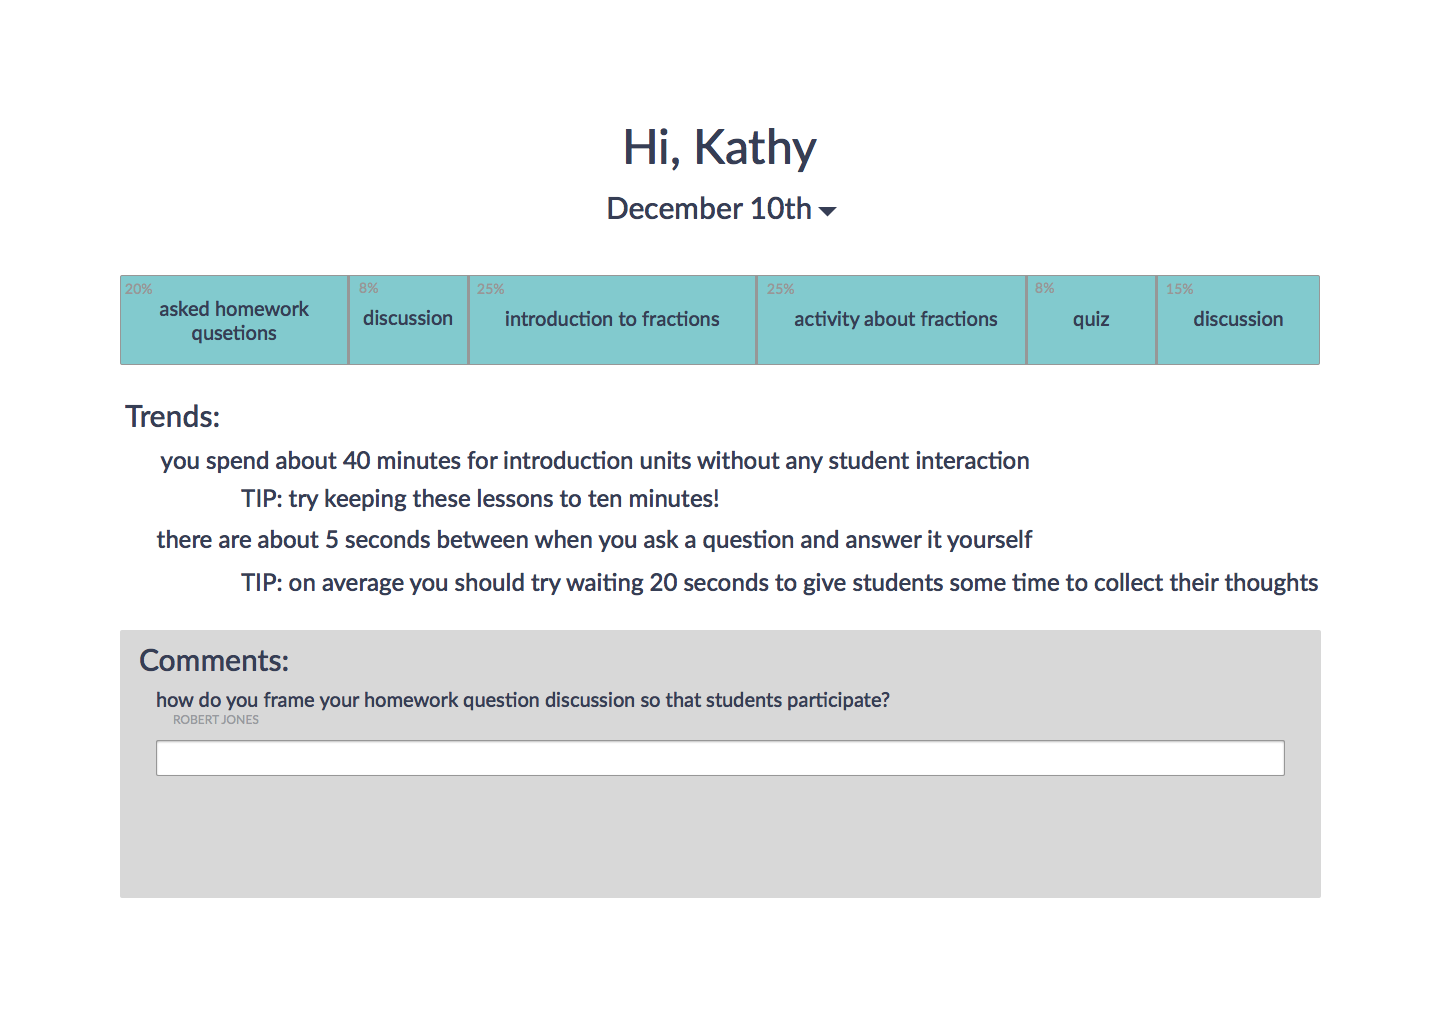 Hi, Kathy
December 10th
20%
asked homework
qusetions
8%
discussion
25%
introduction to fractions
25%
activity about fractions
8%
quiz
15%
discussion
Trends:
you spend about 40 minutes for introduction units without any student interaction
TIP: try keeping these lessons to ten minutes!
there are about 5 seconds between when you ask a question and answer it yourself
TIP: on average you should try waiting 20 seconds to give students some time to collect their thoughts
Comments:
how do you frame your homework question discussion so that students participate?
ROBERT JONES